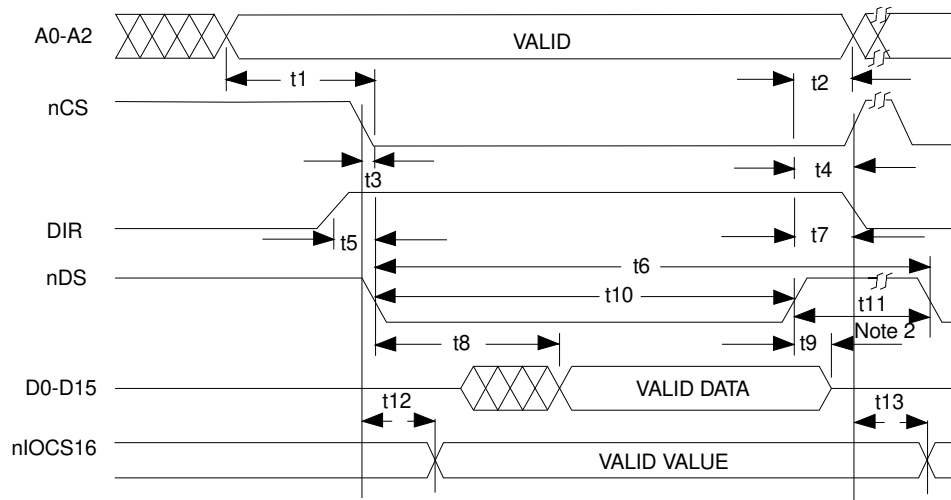 A0-A2
VALID
t1
t2
nCS
t3
t4
DIR
t5
t7
nDS
t6
t10
t11
t8
t9
Note 2
D0-D15
VALID DATA
t12
t13
nIOCS16
VALID VALUE